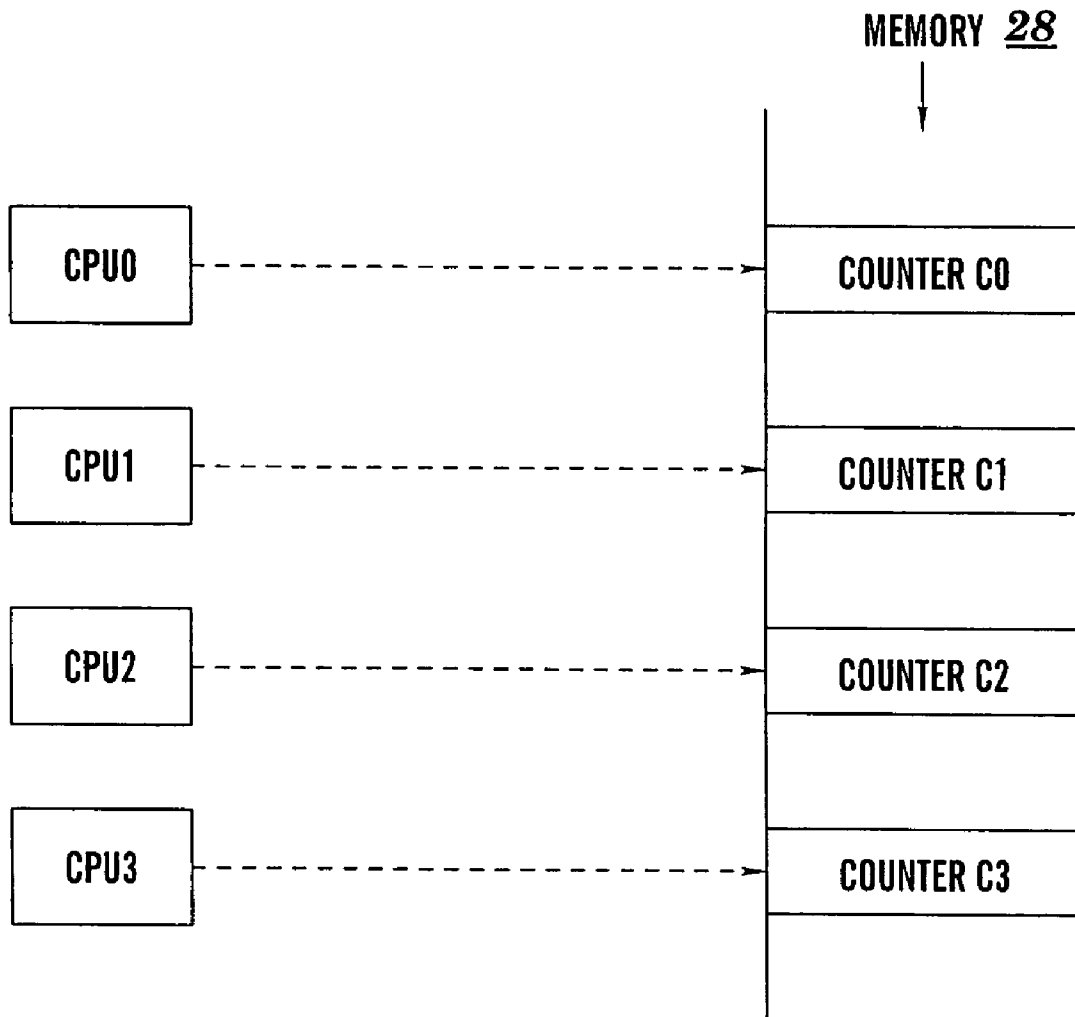 MEMORY 28
CPU0
COUNTER C0
CPU1
COUNTER C1
CPU2
COUNTER C2
CPU3
COUNTER C3